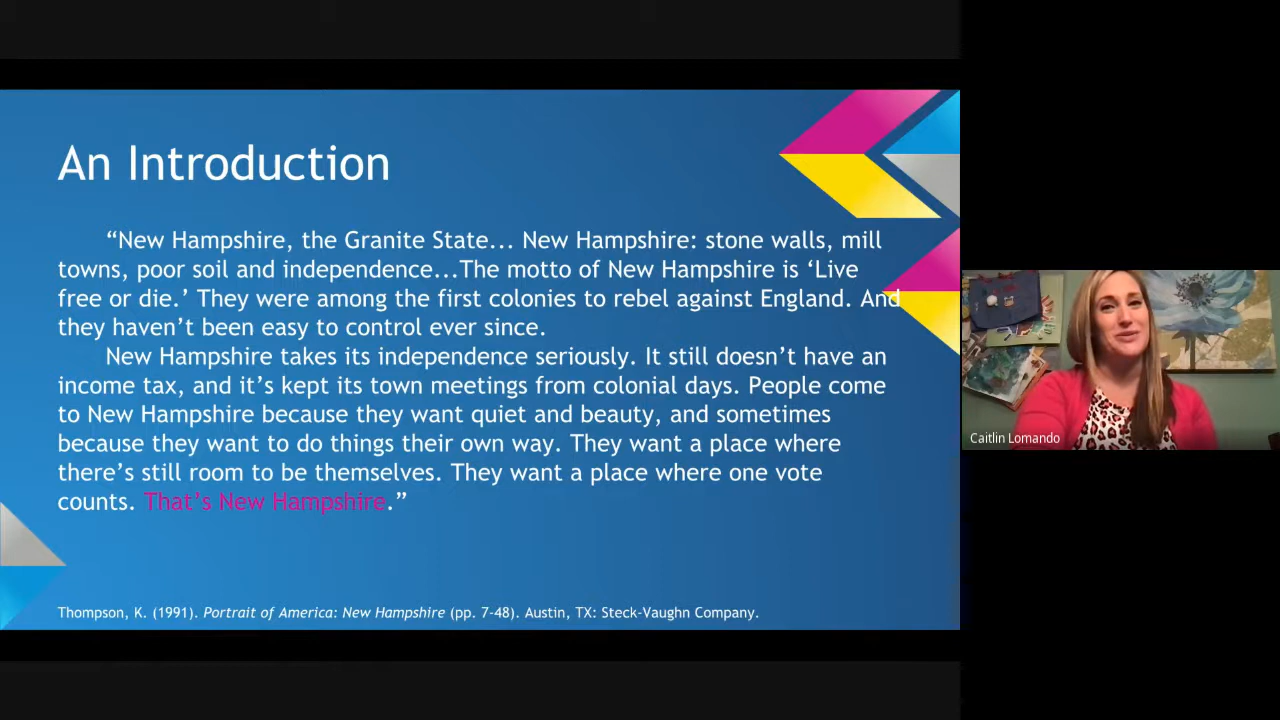 An Introduction
“New Hampshire, the Granite State... New Hampshire: stone walls, mill
towns, poor soil and independence...The motto of New Hampshire is ‘Live
free or die.’ They were among the first colonies to rebel against England. And
they haven’t been easy to control ever since.
New Hampshire takes its independence seriously. It still doesn’t have an
income tax, and it’s kept its town meetings from colonial days. People come
to New Hampshire because they want quiet and beauty, and sometimes
because they want to do things their own way. They want a place where
there’s still room to be themselves. They want a place where one vote
counts. That’s New Hampshire.”
Thompson, K. (1991). Portrait of America: New Hampshire (pp. 7-48). Austin, TX: Steck-Vaughn Company.
Caitlin Lomando